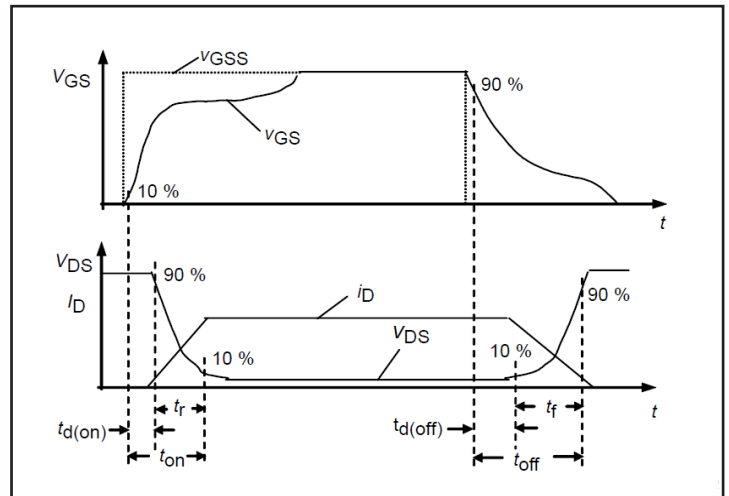 vGSS
VGS
90 %
vGS
10 %
t
VDS
90 %
iD
ID
90 %
VDS
10 %
10 %
tr
tf
t
td(on)
td(off)
ton
toff